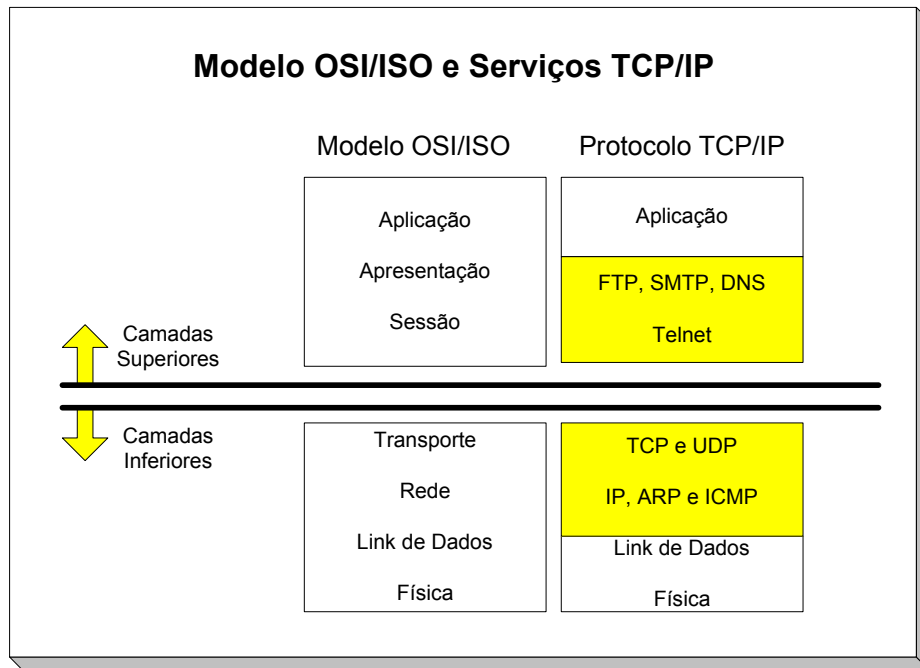 Modelo OSI/ISO e Serviços TCP/IP
Modelo OSI/ISO
Protocolo TCP/IP
Aplicação
Apresentação
Sessão
Aplicação
FTP, SMTP, DNS
Telnet
Camadas
Superiores
Camadas
Inferiores
Transporte
Rede
Link de Dados
Física
TCP e UDP
IP, ARP e ICMP
Link de Dados
Física